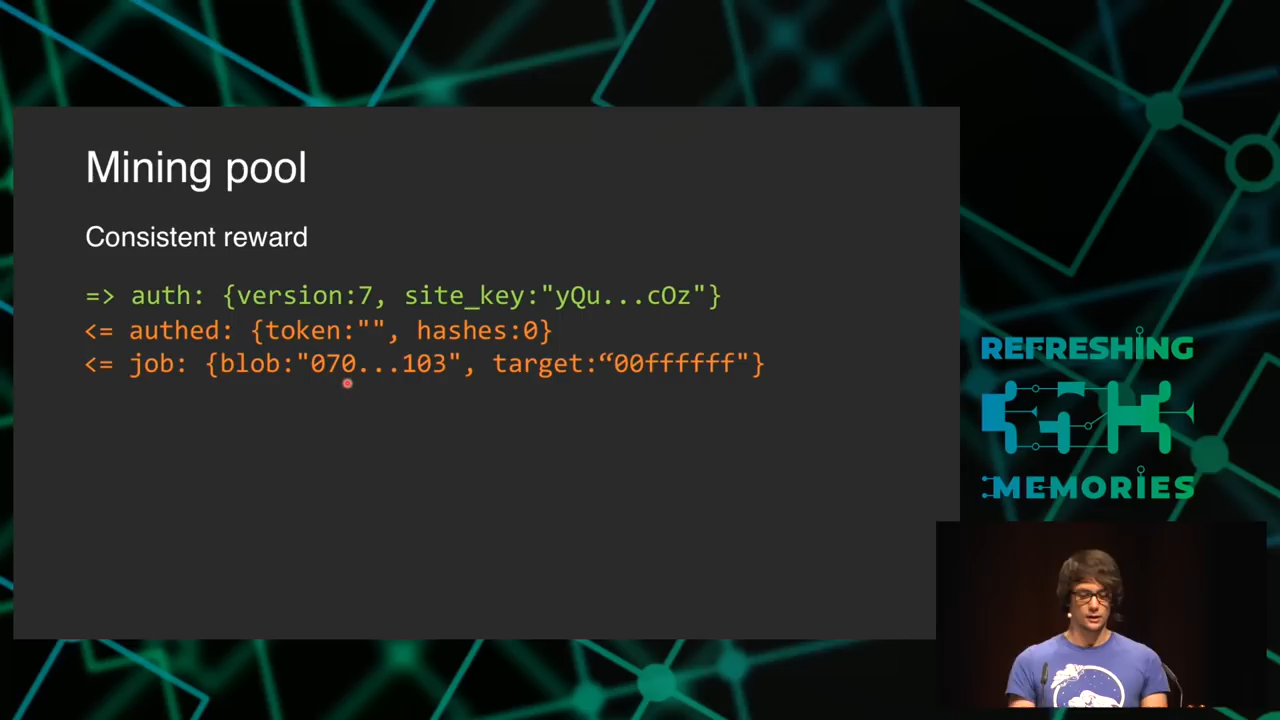 Mining pool
Consistent reward
=> auth: {version:7, site_key:"yQu...cOz"}
<= authed: {token:"", hashes:0}
<= job: {blob:"070...103", target:“00ffffff"}
REFRESHING
35C3
MEMORIES